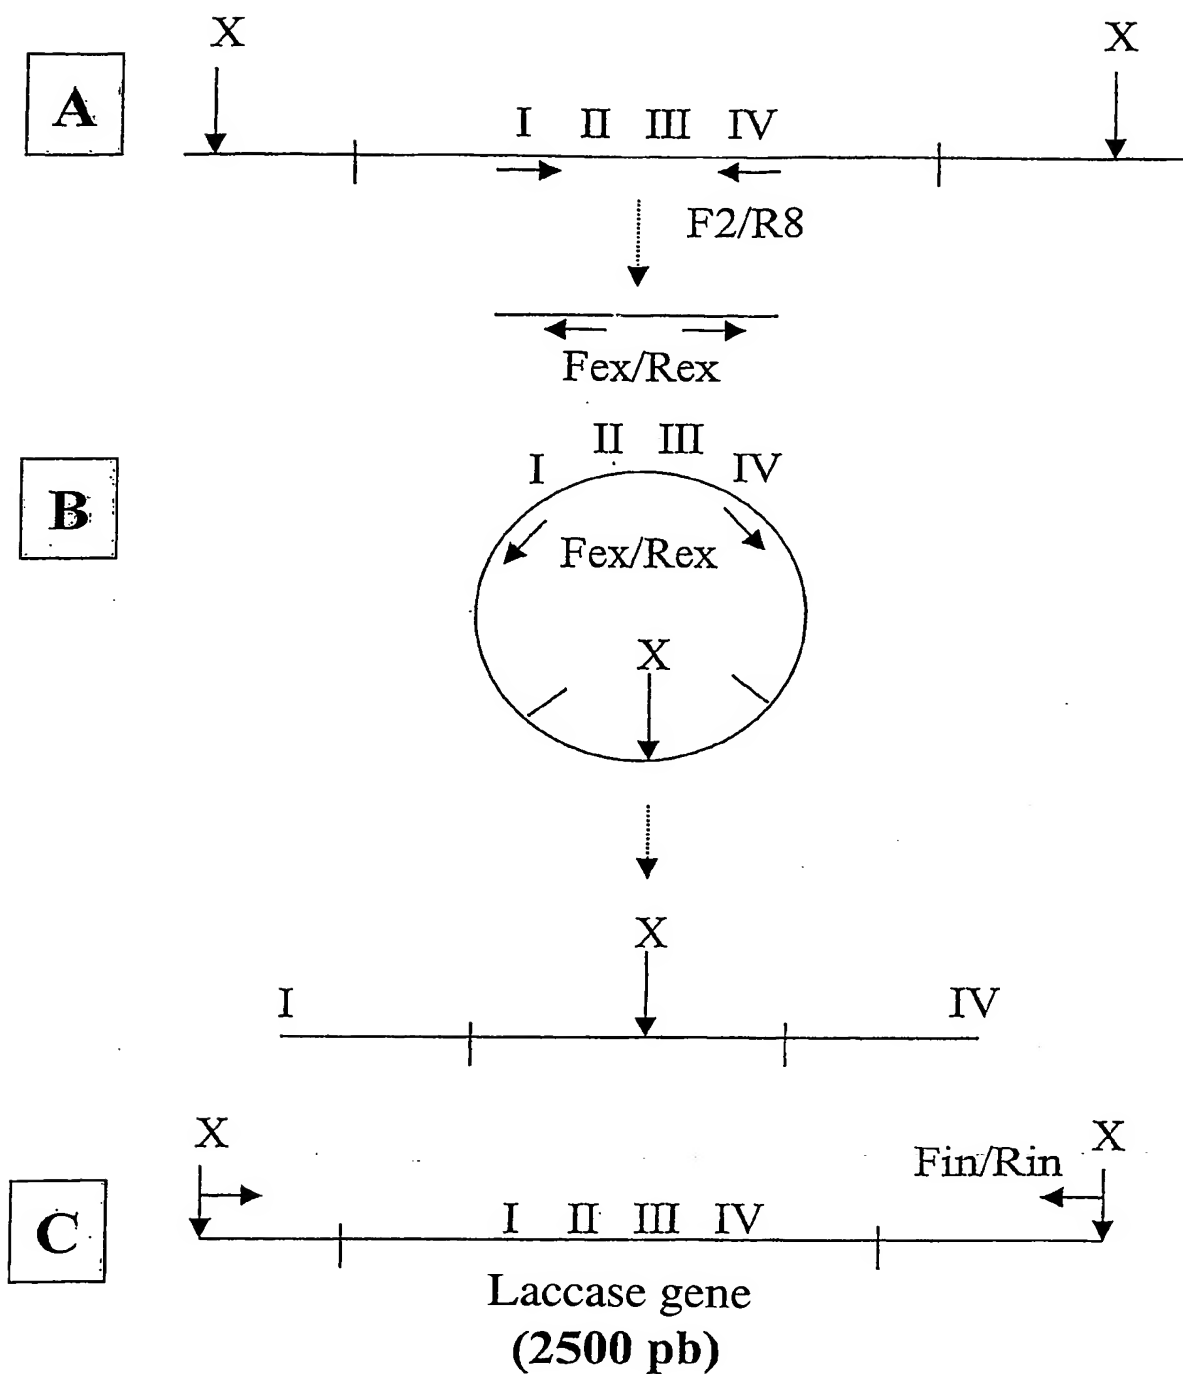 X X
A
I II III IV
F2/R8
Fex/Rex
II III
I IV
B
Fex/Rex
X
X
I IV
X X
Fin/Rin
C
I II III IV
Laccase gene
(2500 pb)